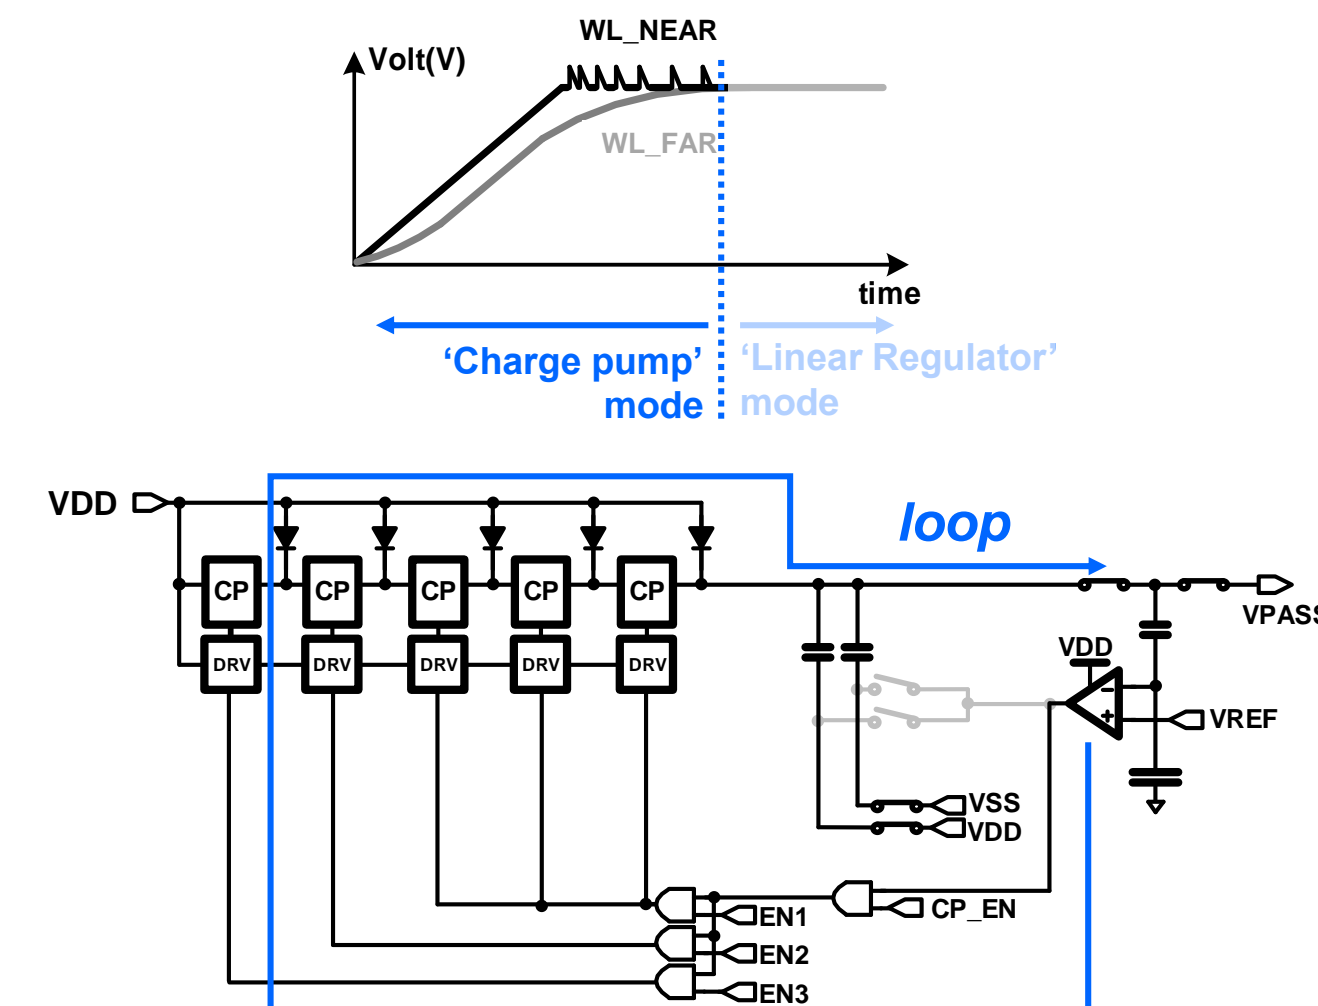 WL_NEAR
Volt(V)
WL_FAR
time
‘Charge pump’
mode
‘Linear Regulator’
mode
VDD
loop
CP CP CP CP CP
VPASS
DRV DRV DRV DRV DRV
VDD
-
+
VREF
VSS
VDD
CP_EN
EN1
EN2
EN3